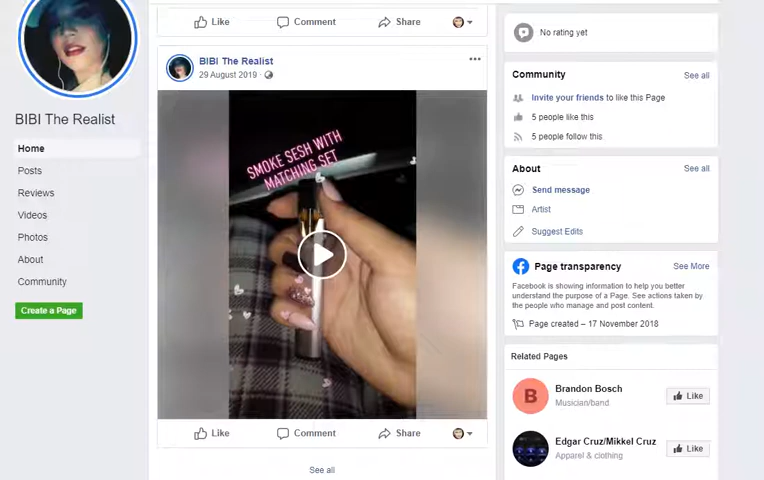 Like Comment Share
BIBI The Realist
29 August 2019 ·
SMOKE SESH WITH
MATCHING SET
Like Comment Share
See all
BIBI The Realist
Home
Posts
Reviews
Videos
Photos
About
Community
Create a Page
No rating yet
Community See all
Invite your friends to like this Page
5 people like this
5 people follow this
About See all
Send message
Artist
Suggest Edits
Page transparency See More
Facebook is showing information to help you better
understand the purpose of a Page. See actions taken by
the people who manage and post content.
Page created – 17 November 2018
Related Pages
B
Brandon Bosch
Musician/band
Like
Edgar Cruz/Mikkel Cruz
Apparel & clothing
Like